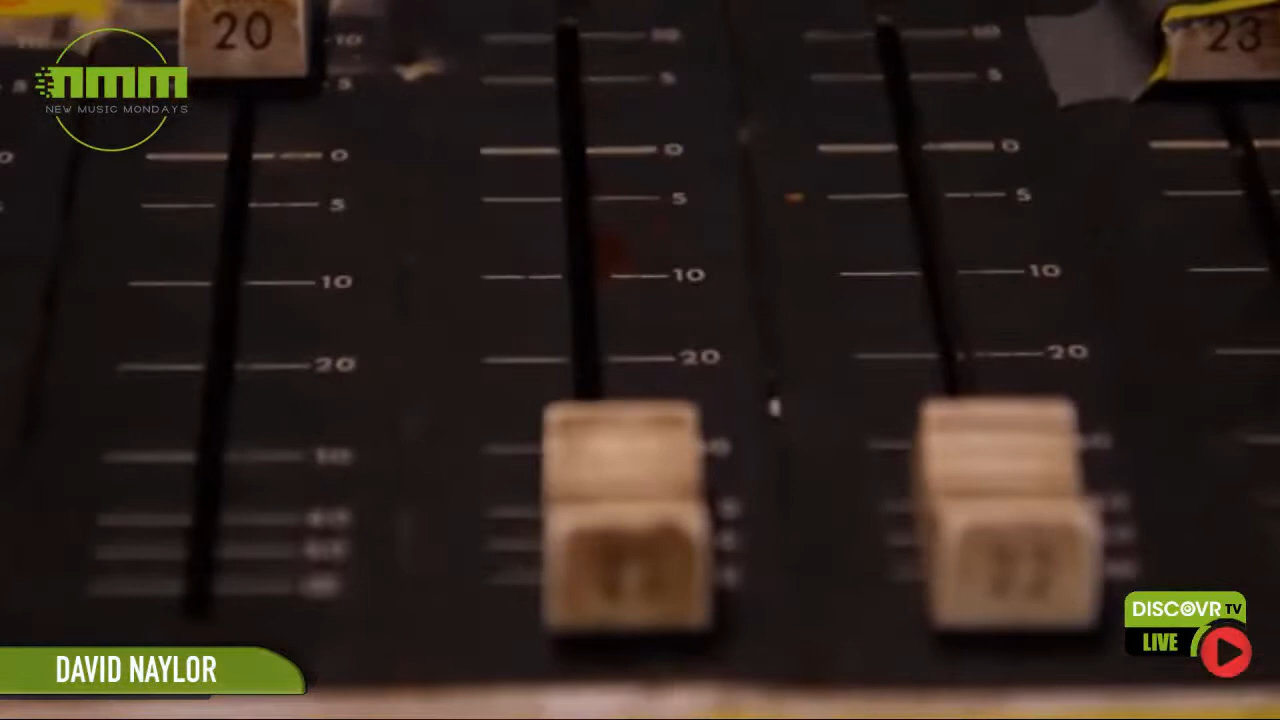 20
23
nmm
NEW MUSIC MONDAYS
10 10 10
5 5 5
0 0 0
5 5 5
10 10 10
20 20 20
22
DISCOVR TV
LIVE
DAVID NAYLOR